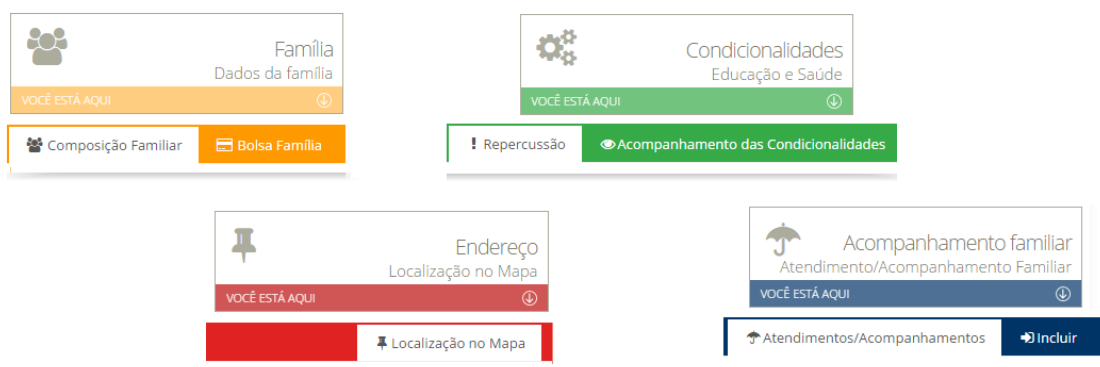 Família
Dados da família
VOCÊ ESTÁ AQUI
Composição Familiar
Bolsa Família
Condicionalidades
Educação e Saúde
VOCÊ ESTÁ AQUI
Repercussão
Acompanhamento das Condicionalidades
Endereço
Localização no Mapa
VOCÊ ESTÁ AQUI
Localização no Mapa
Acompanhamento familiar
Atendimento/Acompanhamento Familiar
VOCÊ ESTÁ AQUI
Atendimentos/Acompanhamentos
Incluir